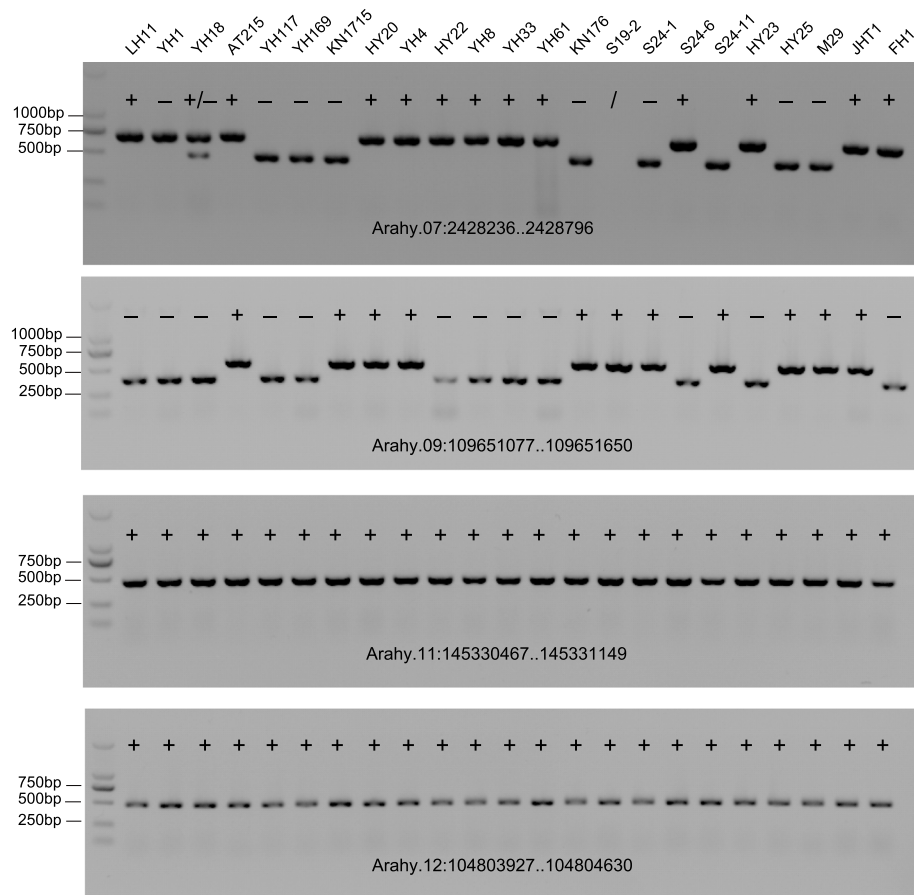 LH11 YH1 YH18 AT215 YH117 YH169 KN1715 HY20 YH4 HY22 YH8 YH33 YH61 KN176 S19-2 S24-1 S24-6 S24-11 HY23 HY25 M29 JHT1 FH1
+ − +/− + − − − + + + + + + − / − + + − − + +
1000bp
750bp
500bp
Arahy.07:2428236..2428796
− − − + − − + + + − − − − + + + − + − + + + −
1000bp
750bp
500bp
250bp
Arahy.09:109651077..109651650
+ + + + + + + + + + + + + + + + + + + + + + +
750bp
500bp
250bp
Arahy.11:145330467..145331149
+ + + + + + + + + + + + + + + + + + + + + + +
750bp
500bp
250bp
Arahy.12:104803927..104804630